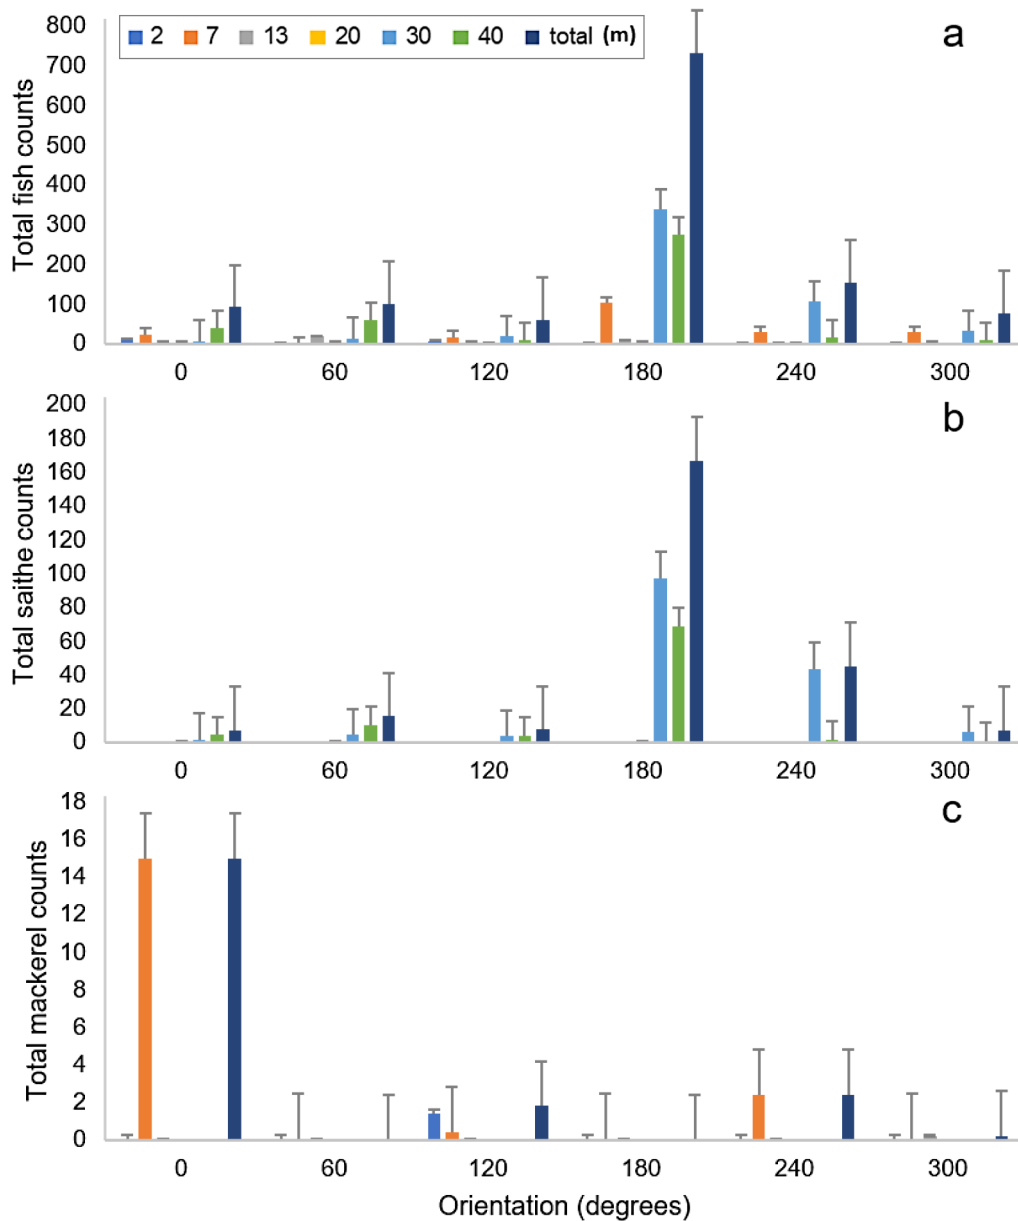 2 7 13 20 30 40 total (m)
a
Total fish counts
800
700
600
500
400
300
200
100
0
0 60 120 180 240 300
b
Total saithe counts
200
180
160
140
120
100
80
60
40
20
0
0 60 120 180 240 300
c
Total mackerel counts
18
16
14
12
10
8
6
4
2
0
0 60 120 180 240 300
Orientation (degrees)